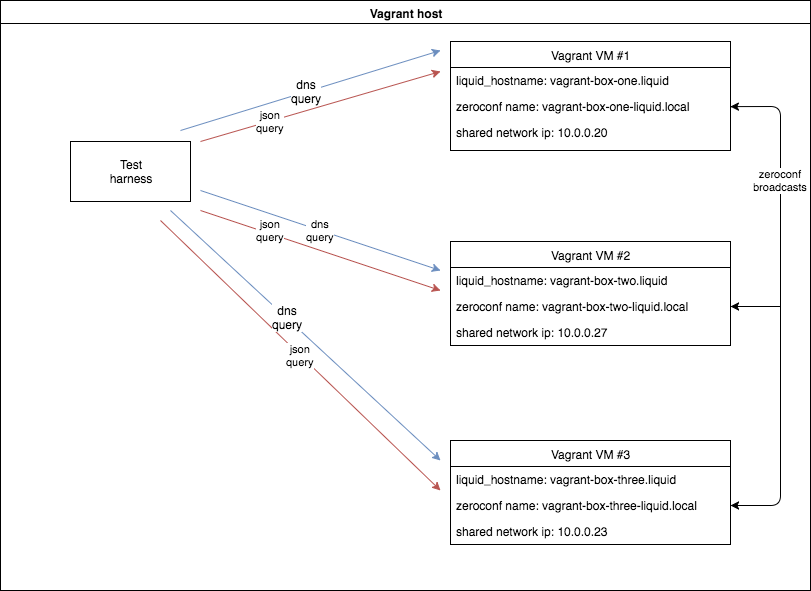 Vagrant host
Vagrant VM #1
liquid_hostname: vagrant-box-one.liquid
zeroconf name: vagrant-box-one-liquid.local
shared network ip: 10.0.0.20
dns
query
json
query
Test
harness
zeroconf
broadcasts
json
query
dns
query
Vagrant VM #2
liquid_hostname: vagrant-box-two.liquid
zeroconf name: vagrant-box-two-liquid.local
shared network ip: 10.0.0.27
dns
query
json
query
Vagrant VM #3
liquid_hostname: vagrant-box-three.liquid
zeroconf name: vagrant-box-three-liquid.local
shared network ip: 10.0.0.23